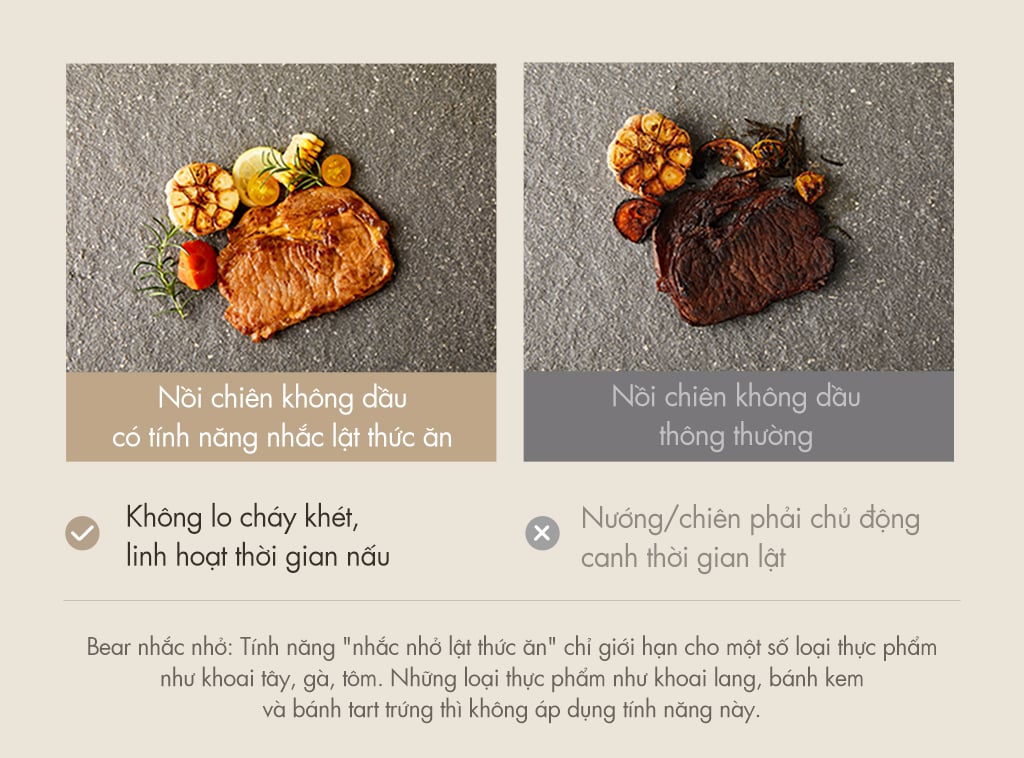 Nồi chiên không dầu
có tính năng nhắc lật thức ăn
Nồi chiên không dầu
thông thường
Không lo cháy khét,
linh hoạt thời gian nấu
Nướng/chiên phải chủ động
canh thời gian lật
Bear nhắc nhở: Tính năng "nhắc nhở lật thức ăn" chỉ giới hạn cho một số loại thực phẩm
như khoai tây, gà, tôm. Những loại thực phẩm như khoai lang, bánh kem
và bánh tart trứng thì không áp dụng tính năng này.